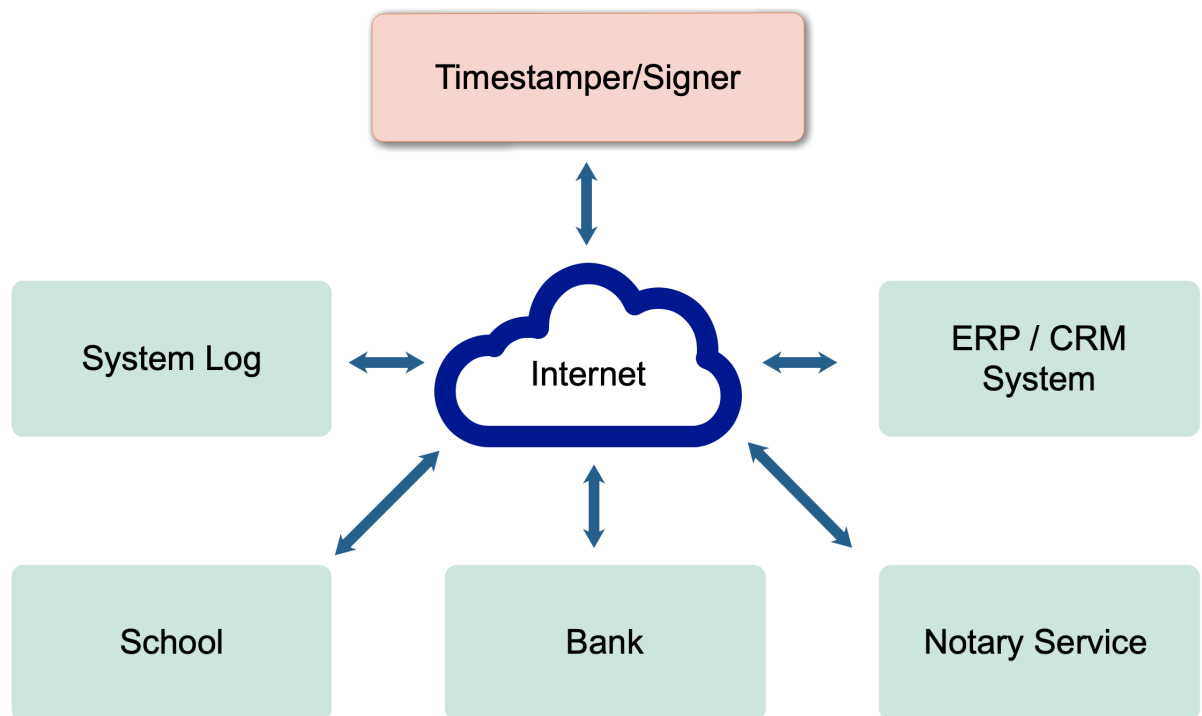 Timestamper/Signer
System Log
Internet
ERP / CRM
System
School
Bank
Notary Service